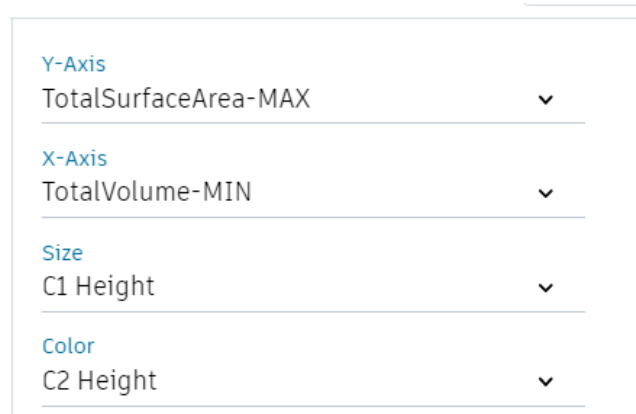 Y-Axis
TotalSurfaceArea-MAX
X-Axis
TotalVolume-MIN
Size
C1 Height
Color
C2 Height